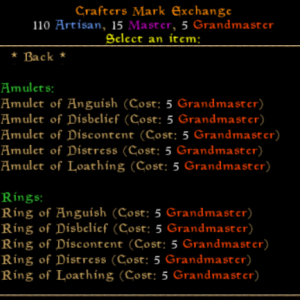 Crafters Mark Exchange
110 Artisan, 15 Master, 5 Grandmaster
Select an item:
* Back *
Amulets:
Amulet of Anguish (Cost: 5 Grandmaster)
Amulet of Disbelief (Cost: 5 Grandmaster)
Amulet of Discontent (Cost: 5 Grandmaster)
Amulet of Distress (Cost: 5 Grandmaster)
Amulet of Loathing (Cost: 5 Grandmaster)
Rings:
Ring of Anguish (Cost: 5 Grandmaster)
Ring of Disbelief (Cost: 5 Grandmaster)
Ring of Discontent (Cost: 5 Grandmaster)
Ring of Distress (Cost: 5 Grandmaster)
Ring of Loathing (Cost: 5 Grandmaster)